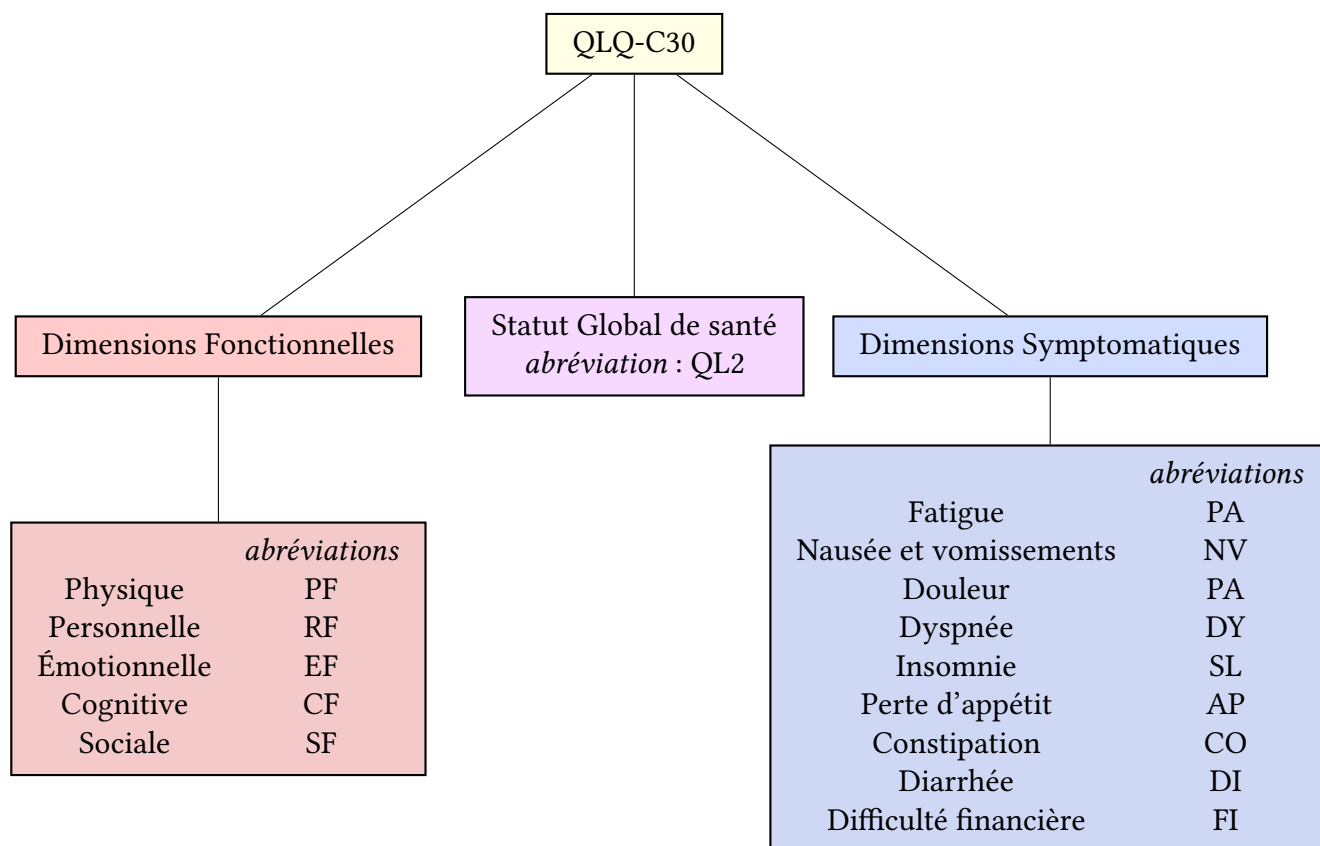 QLQ-C30
Dimensions Fonctionnelles
Statut Global de santé
abréviation : QL2
Dimensions Symptomatiques
abréviations
Physique PF
Personnelle RF
Émotionnelle EF
Cognitive CF
Sociale SF
abréviations
Fatigue PA
Nausée et vomissements NV
Douleur PA
Dyspnée DY
Insomnie SL
Perte d'appétit AP
Constipation CO
Diarrhée DI
Difficulté financière FI